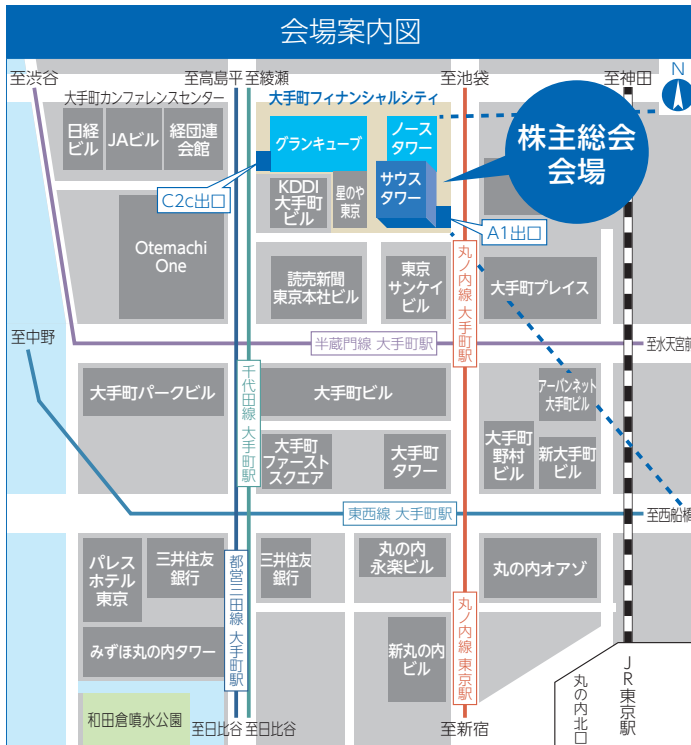 会場案内図
N
至渋谷
至高島平
至綾瀬
至池袋
至神田
大手町カンファレンスセンター
大手町フィナンシャルシティ
日経
ビル
JAビル
経団連
会館
グランキューブ
ノース
タワー
株主総会
会場
C2c出口
KDDI
大手町
ビル
星のや
東京
サウス
タワー
A1出口
Otemachi
One
読売新聞
東京本社ビル
東京
サンケイ
ビル
丸ノ内線 大手町駅
大手町プレイス
至中野
半蔵門線 大手町駅
至水天宮前
千代田線 大手町駅
大手町パークビル
大手町ビル
アーバンネット
大手町ビル
大手町
ファースト
スクエア
大手町
タワー
大手町
野村
ビル
新大手町
ビル
東西線 大手町駅
至西船橋
パレス
ホテル
東京
三井住友
銀行
都営三田線 大手町駅
三井住友
銀行
丸の内
永楽ビル
丸の内オアゾ
みずほ丸の内タワー
新丸の内
ビル
丸ノ内線 東京駅
丸の内北口
JR東京駅
和田倉噴水公園
至日比谷
至日比谷
至新宿